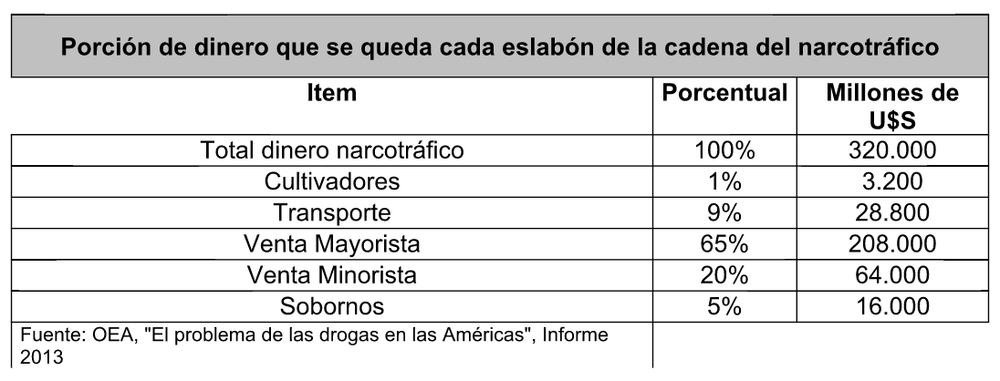 Porción de dinero que se queda cada eslabón de la cadena del narcotráfico
Item Porcentual Millones de
U$S
Total dinero narcotráfico 100% 320.000
Cultivadores 1% 3.200
Transporte 9% 28.800
Venta Mayorista 65% 208.000
Venta Minorista 20% 64.000
Sobornos 5% 16.000
Fuente: OEA, "El problema de las drogas en las Américas", Informe
2013